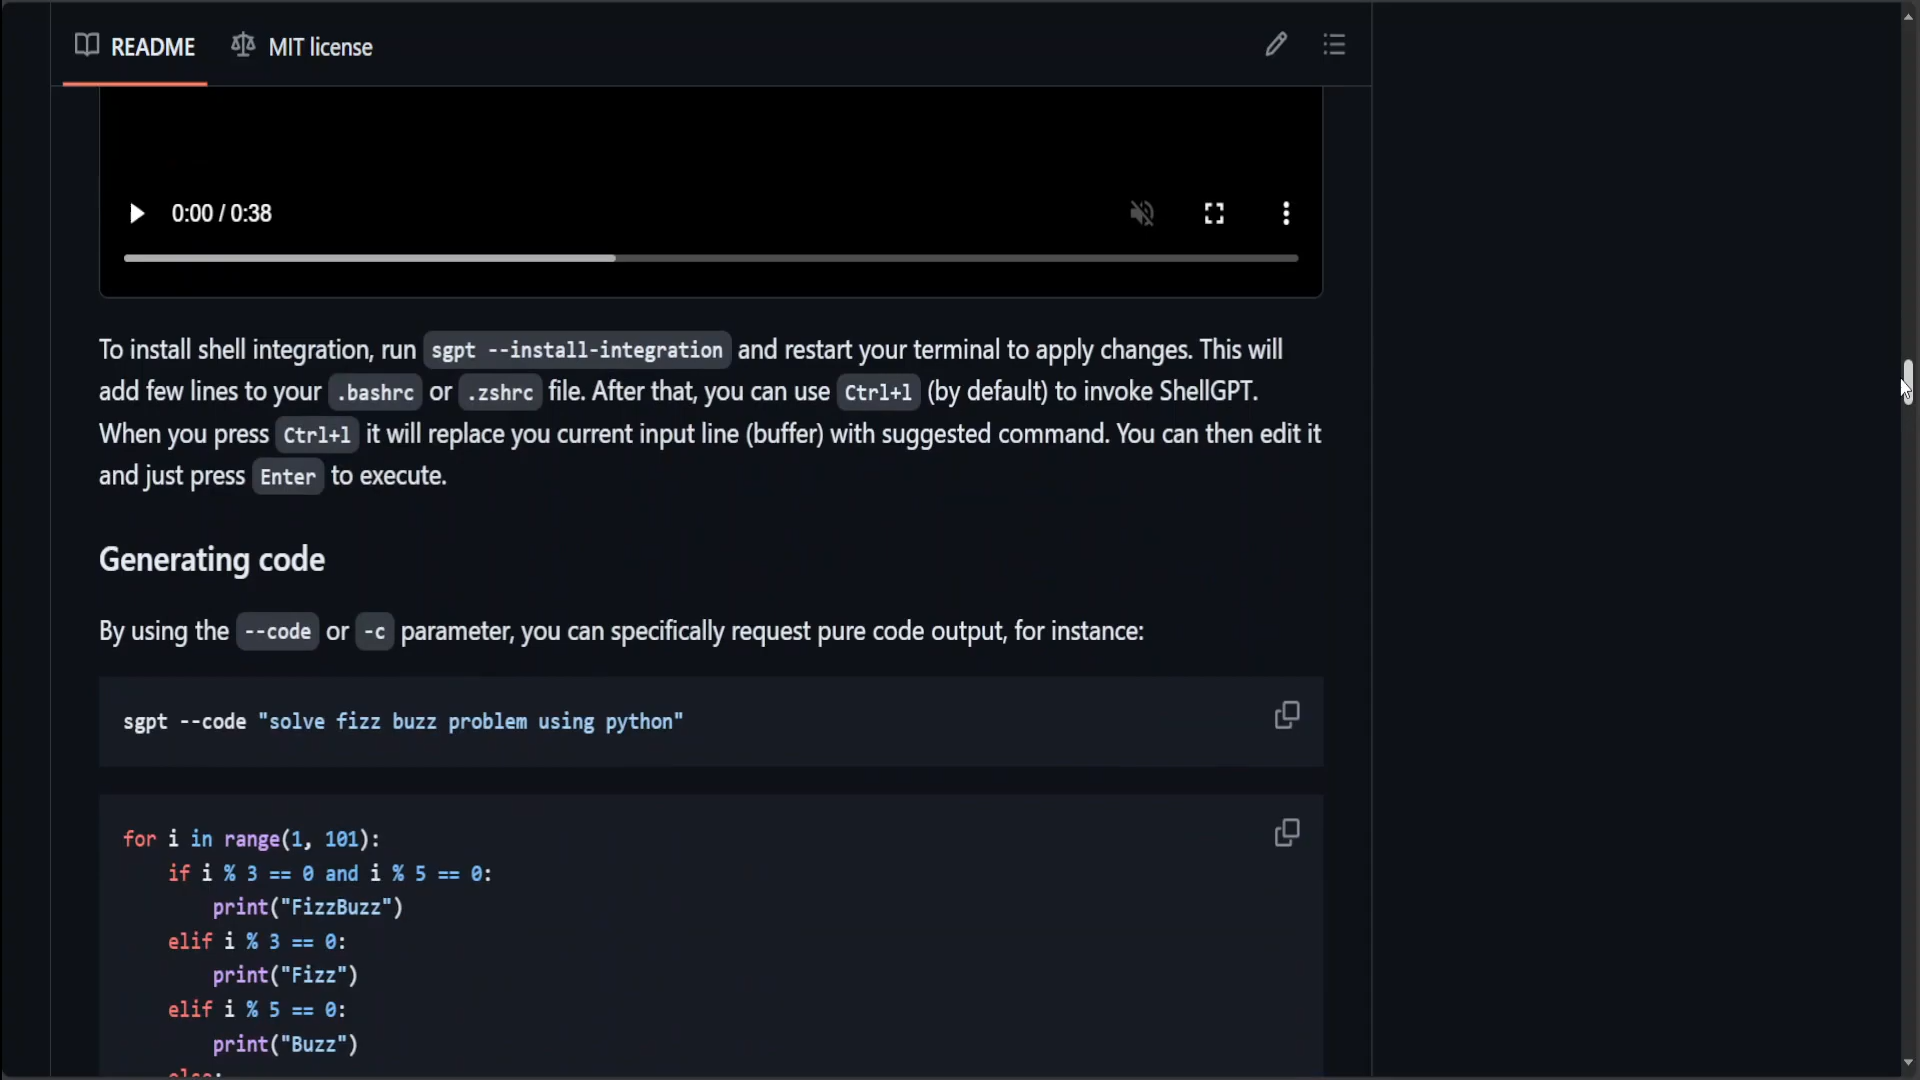 README MIT license
0:00 / 0:38
To install shell integration, run sgpt --install-integration and restart your terminal to apply changes. This will
add few lines to your .bashrc or .zshrc file. After that, you can use Ctrl+l (by default) to invoke ShellGPT.
When you press Ctrl+l it will replace you current input line (buffer) with suggested command. You can then edit it
and just press Enter to execute.
Generating code
By using the --code or -c parameter, you can specifically request pure code output, for instance:
sgpt --code "solve fizz buzz problem using python"
for i in range(1, 101):
    if i % 3 == 0 and i % 5 == 0:
        print("FizzBuzz")
    elif i % 3 == 0:
        print("Fizz")
    elif i % 5 == 0:
        print("Buzz")
    else: